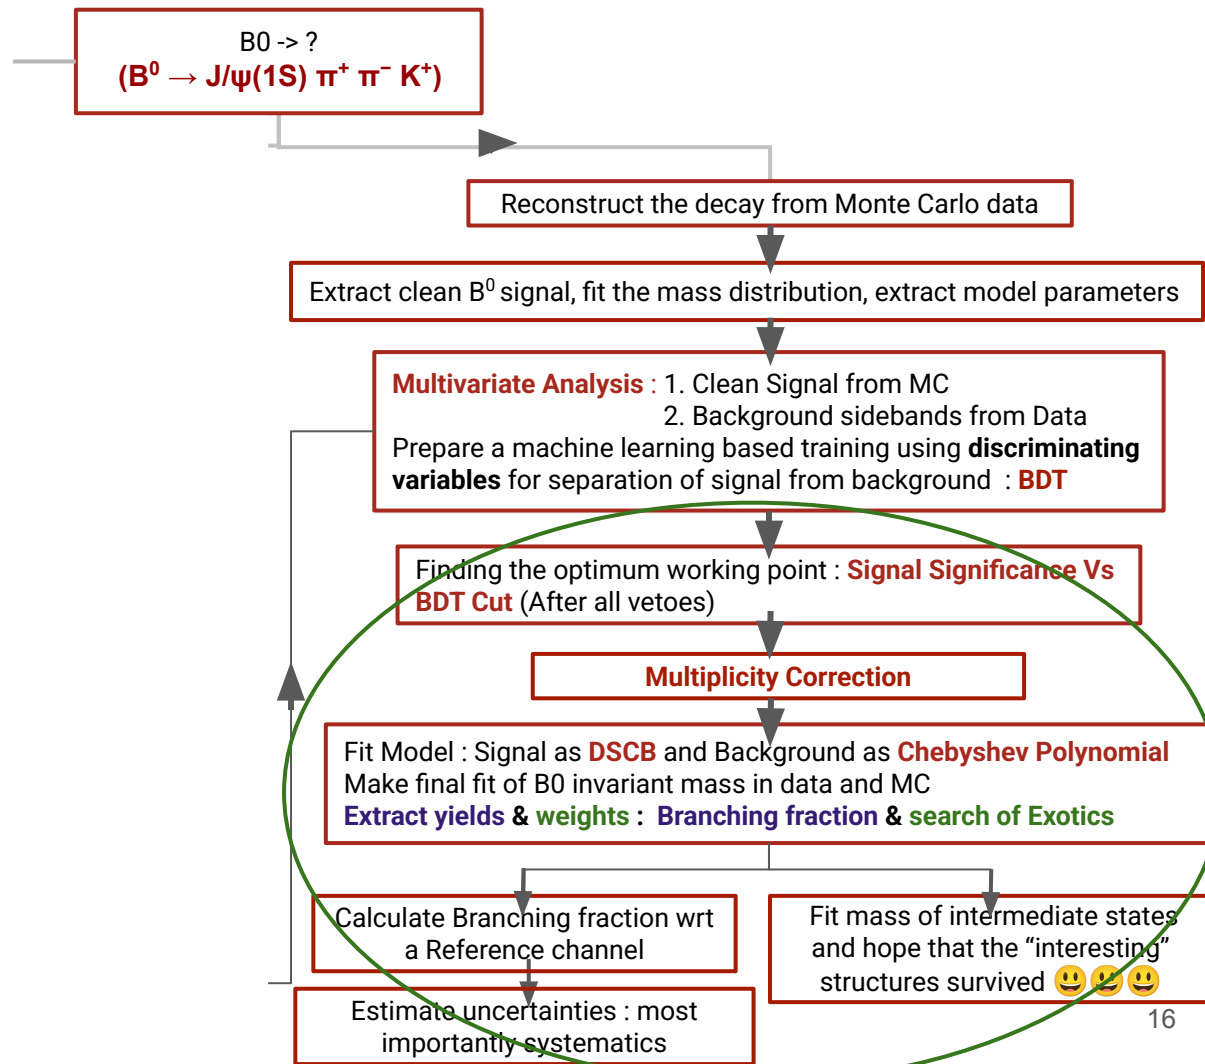 B0 -> ?
(B⁰ → J/ψ(1S) π⁺ π⁻ K⁺)
Reconstruct the decay from Monte Carlo data
Extract clean B⁰ signal, fit the mass distribution, extract model parameters
Multivariate Analysis : 1. Clean Signal from MC
2. Background sidebands from Data
Prepare a machine learning based training using discriminating
variables for separation of signal from background : BDT
Finding the optimum working point : Signal Significance Vs
BDT Cut (After all vetoes)
Multiplicity Correction
Fit Model : Signal as DSCB and Background as Chebyshev Polynomial
Make final fit of B0 invariant mass in data and MC
Extract yields & weights : Branching fraction & search of Exotics
Calculate Branching fraction wrt
a Reference channel
Fit mass of intermediate states
and hope that the “interesting”
structures survived 😃😃😃
Estimate uncertainties : most
importantly systematics
16